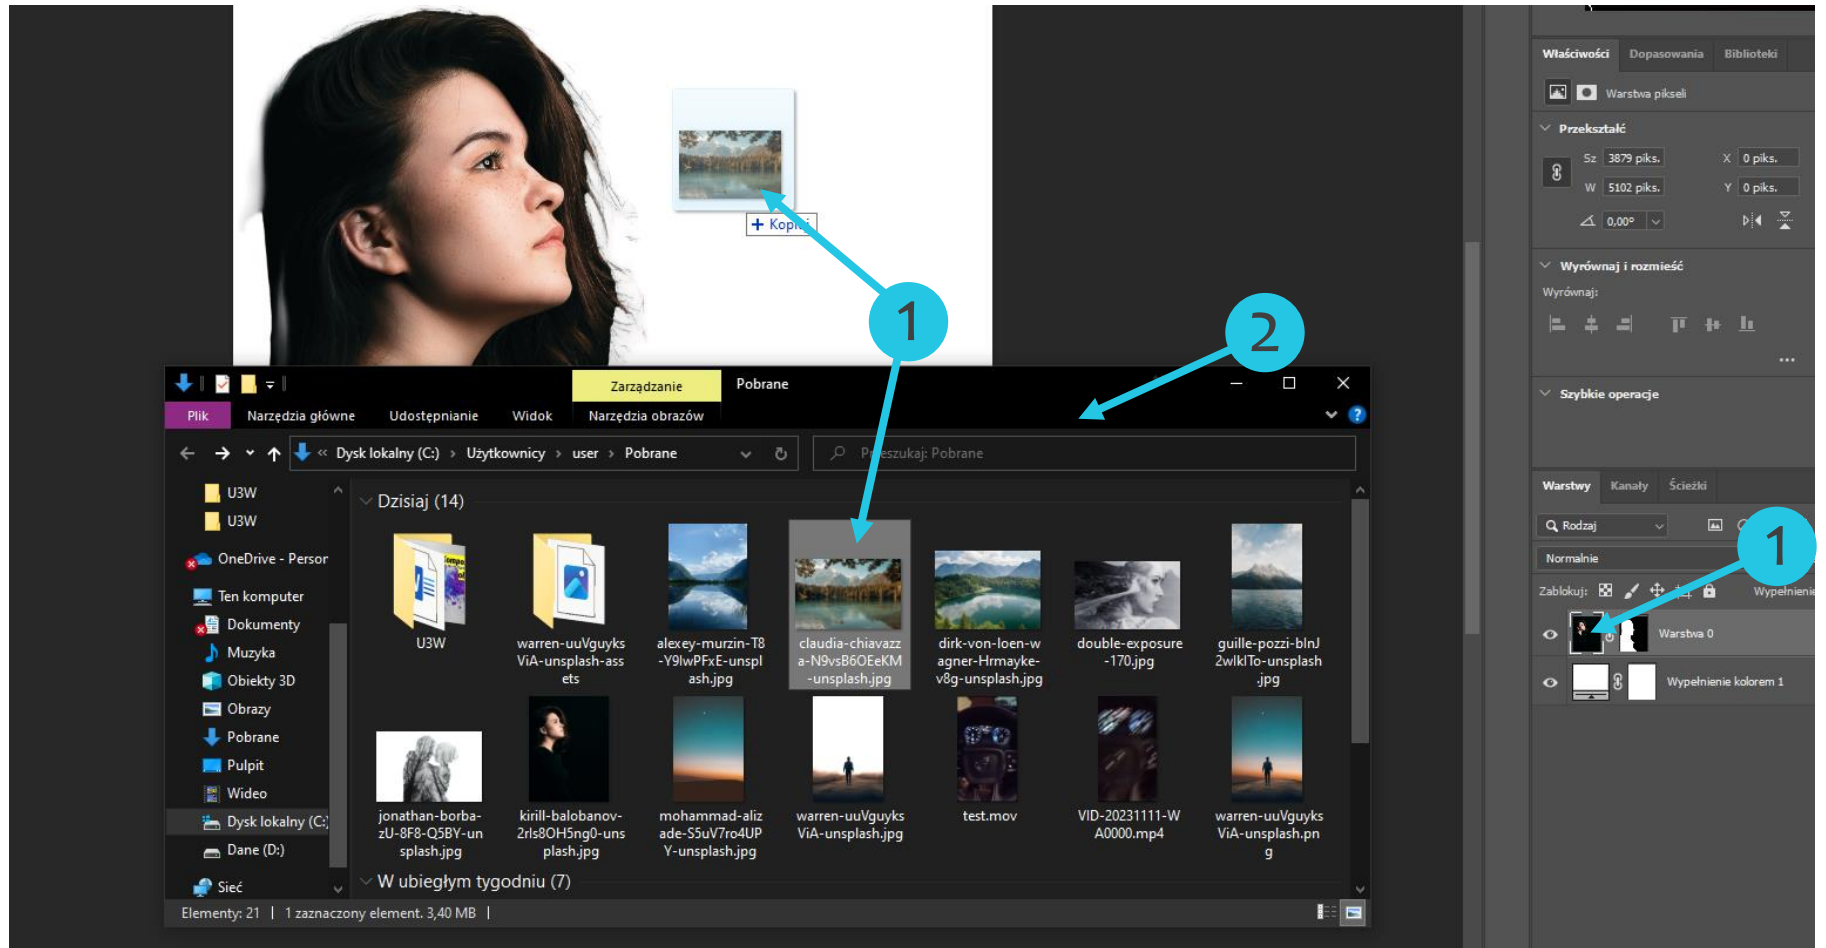 Właściwości Dopasowania Biblioteki
Warstwa pikseli
Przekształć
Sz 3879 piks. X 0 piks.
W 5102 piks. Y 0 piks.
0,00°
Wyrównaj i rozmieść
Wyrównaj:
Szybkie operacje
1
2
Zarządzanie Pobrane
Plik Narzędzia główne Udostępnianie Widok Narzędzia obrazów
« Dysk lokalny (C:) › Użytkownicy › user › Pobrane
Przeszukaj: Pobrane
U3W
U3W
OneDrive - Person
Ten komputer
Dokumenty
Muzyka
Obiekty 3D
Obrazy
Pobrane
Pulpit
Wideo
Dysk lokalny (C:)
Dane (D:)
Sieć
Dzisiaj (14)
U3W
warren-uuVguyks
ViA-unsplash-ass
ets
alexey-murzin-T8
-Y9lwPFxE-unspl
ash.jpg
claudia-chiavazz
a-N9vsB6OEeKM
-unsplash.jpg
dirk-von-loen-w
agner-Hrmayke-
v8g-unsplash.jpg
double-exposure
-170.jpg
guille-pozzi-bInJ
2wlklTo-unsplash
.jpg
jonathan-borba-
zU-8F8-Q5BY-un
splash.jpg
kirill-balobanov-
2rls8OH5ng0-uns
plash.jpg
mohammad-aliz
ade-S5uV7ro4UP
Y-unsplash.jpg
warren-uuVguyks
ViA-unsplash.jpg
test.mov
VID-20231111-W
A0000.mp4
warren-uuVguyks
ViA-unsplash.pn
g
W ubiegłym tygodniu (7)
Elementy: 21 1 zaznaczony element. 3,40 MB
Warstwy Kanały Ścieżki
Rodzaj
1
Normalnie
Zablokuj: Wypełnienie
Warstwa 0
Wypełnienie kolorem 1